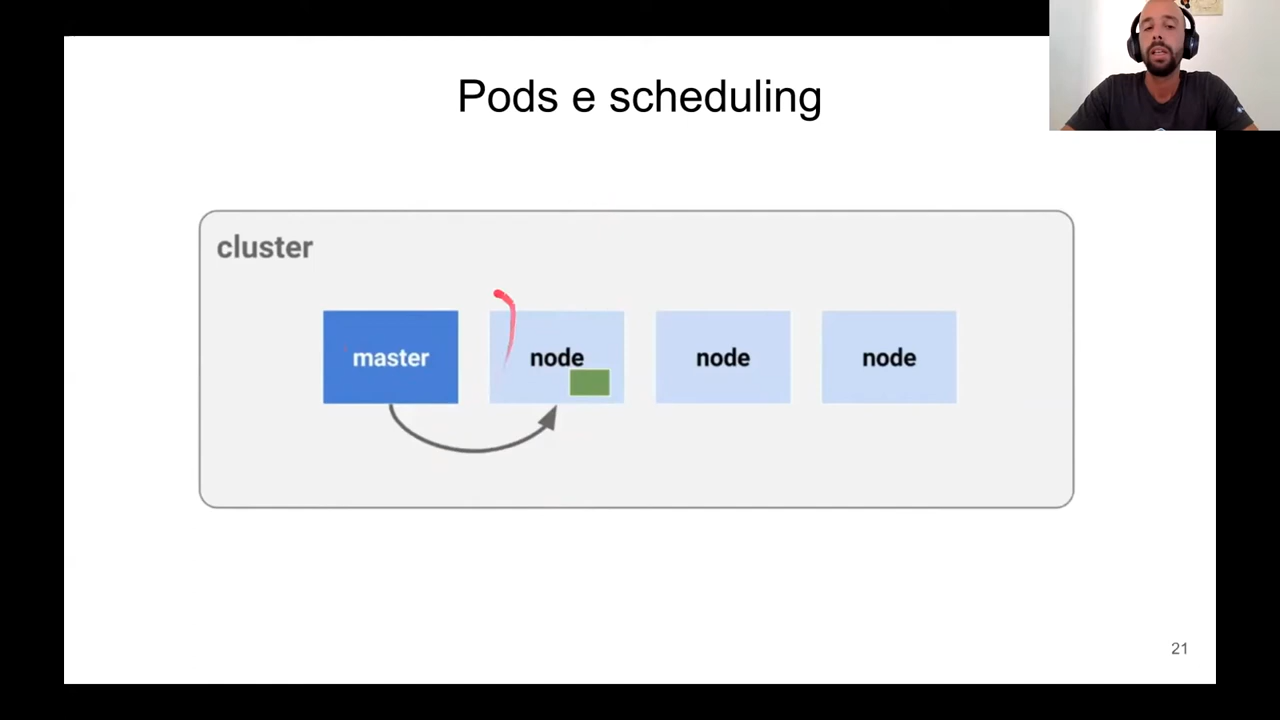 Pods e scheduling
cluster
master
node
node
node
21